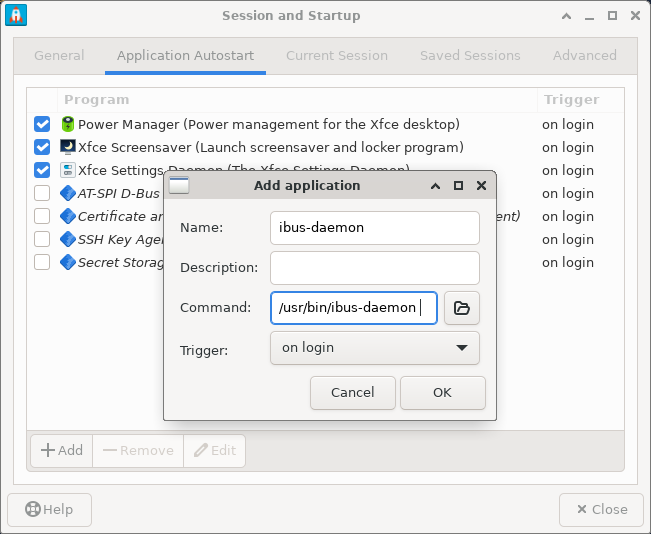 Session and Startup
General Application Autostart Current Session Saved Sessions Advanced
Program Trigger
Power Manager (Power management for the Xfce desktop) on login
Xfce Screensaver (Launch screensaver and locker program) on login
Xfce Settings Daemon (The Xfce Settings Daemon) on login
AT-SPI D-Bus on login
Certificate an ent) on login
SSH Key Age on login
Secret Storag on login
Add application
Name: ibus-daemon
Description:
Command: /usr/bin/ibus-daemon
Trigger: on login
Cancel OK
Add Remove Edit
Help Close